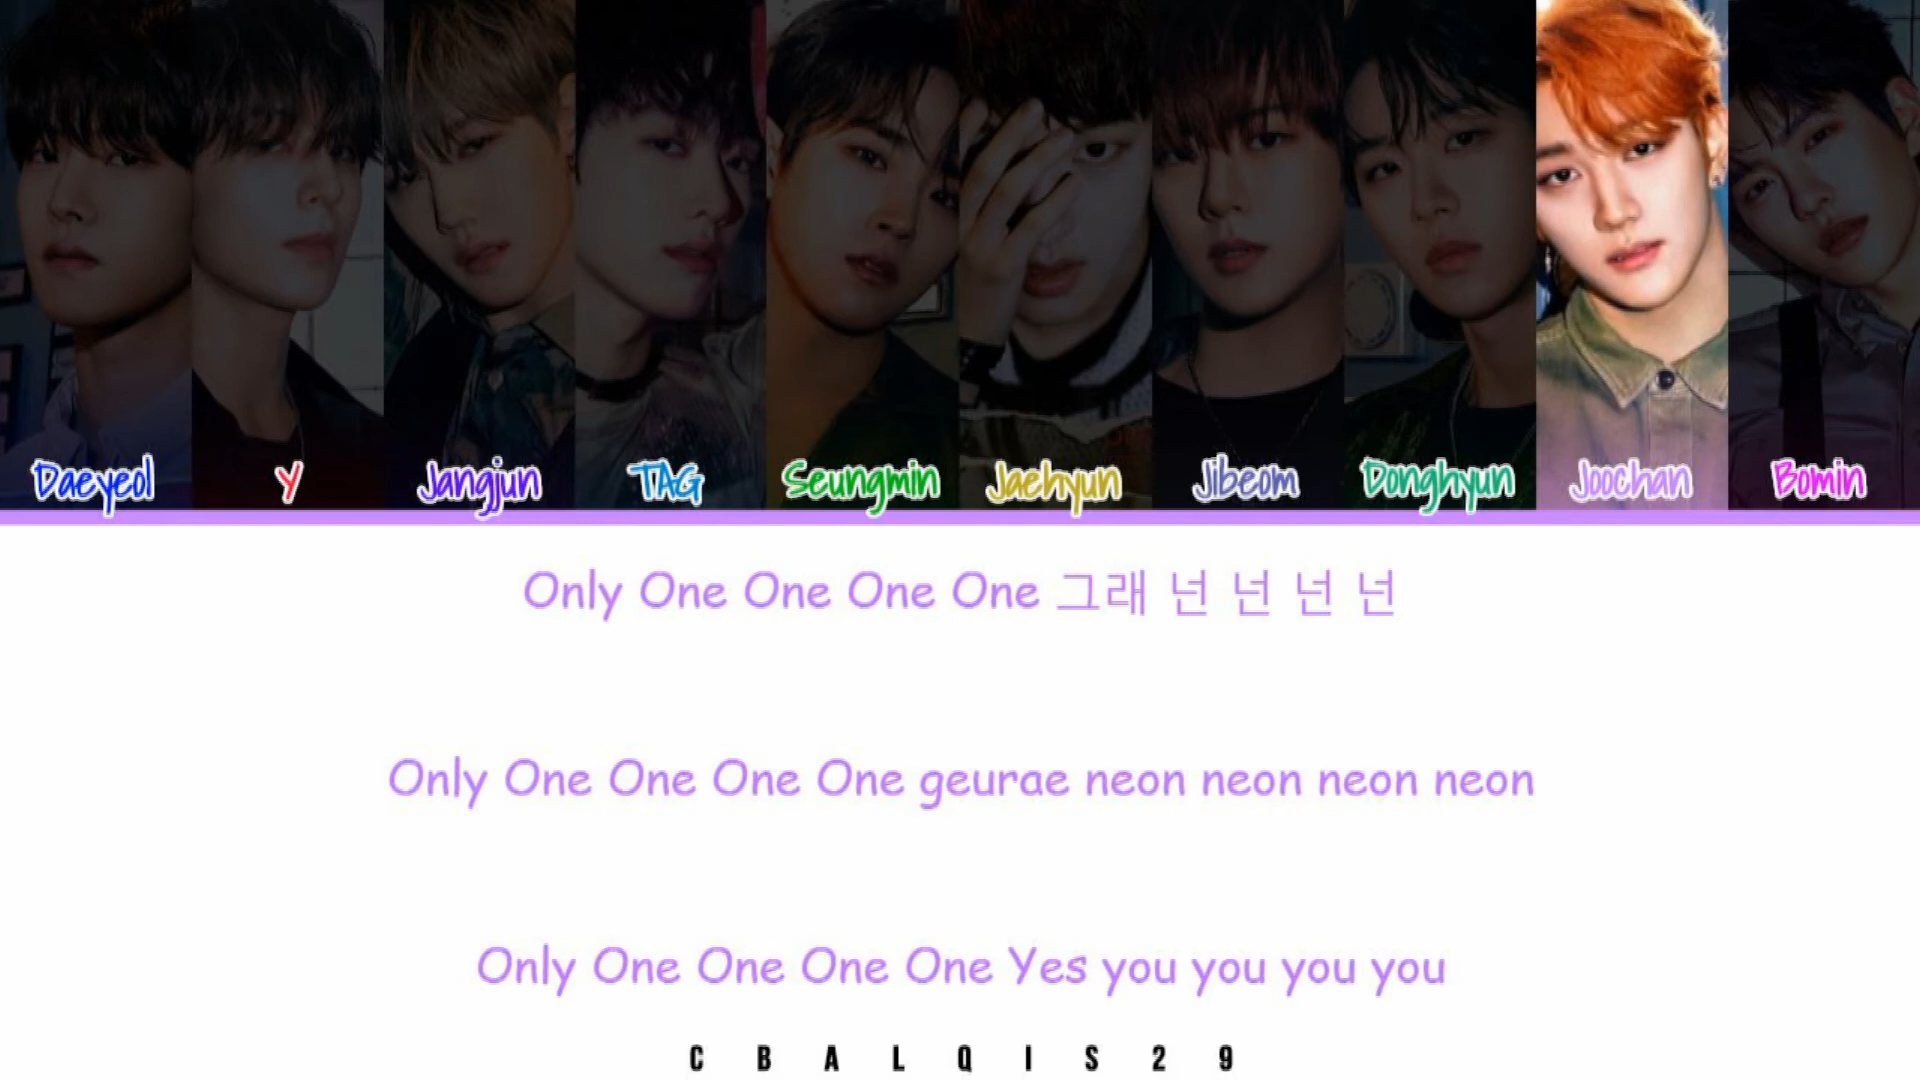 Daeyeol Y Jangjun TAG Seungmin Jaehyun Jibeom Donghyun Joochan Bomin
Only One One One One 그래 넌 넌 넌 넌
Only One One One One geurae neon neon neon neon
Only One One One One Yes you you you you
CBALQIS29